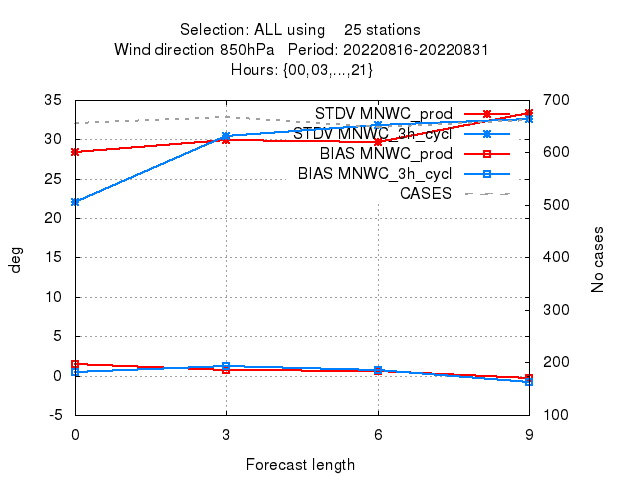 Selection: ALL using 25 stations
Wind direction 850hPa Period: 20220816-20220831
Hours: {00,03,...,21}
STDV MNWC_prod
STDV MNWC_3h_cycl
BIAS MNWC_prod
BIAS MNWC_3h_cycl
CASES
35
30
25
20
15
10
5
0
-5
deg
700
600
500
400
300
200
100
No cases
0 3 6 9
Forecast length